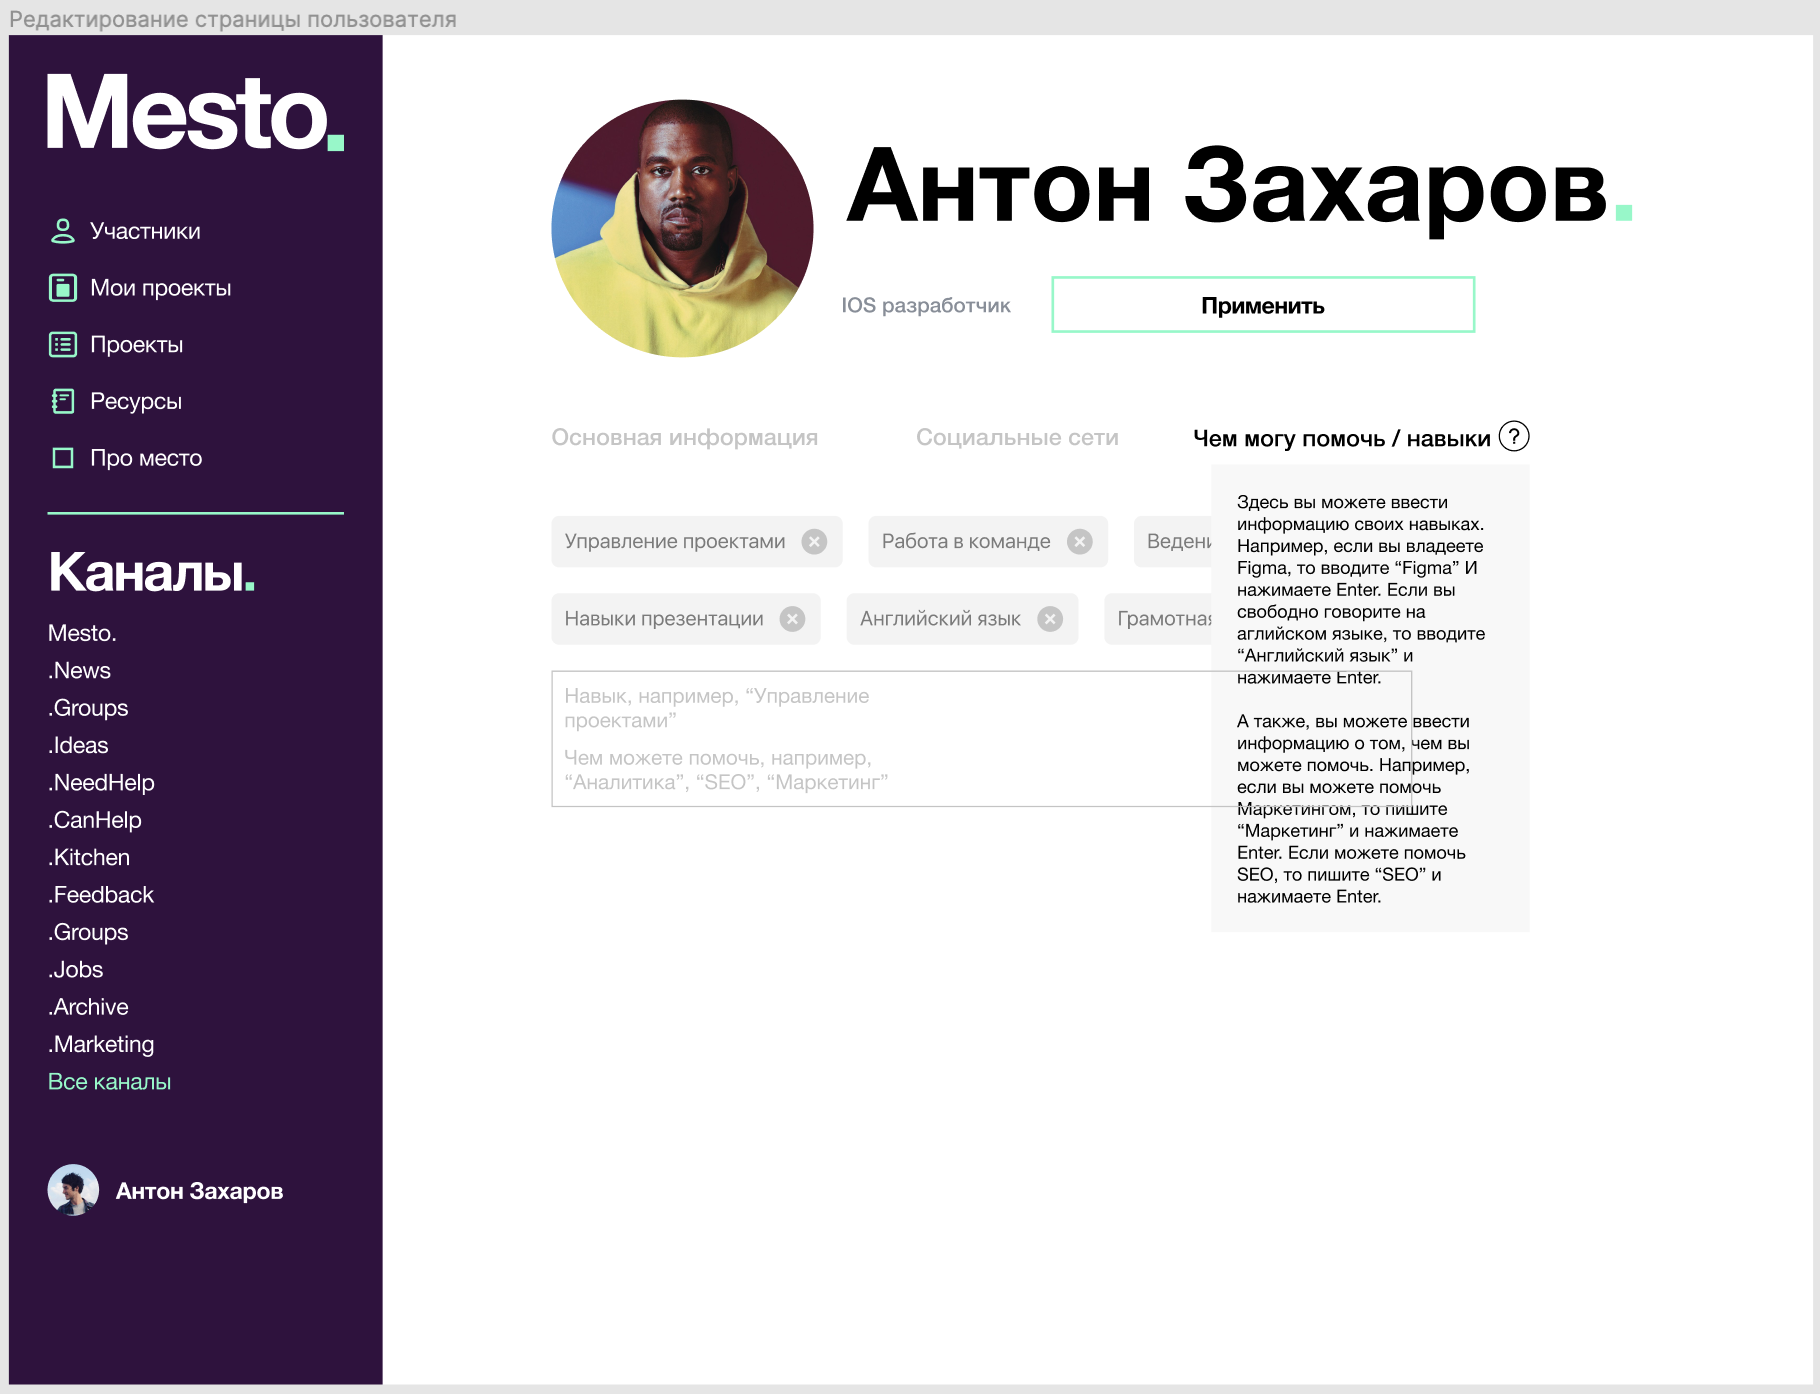 Редактирование страницы пользователя
Mesto.
Участники
Мои проекты
Проекты
Ресурсы
Про место
Каналы.
Mesto.
.News
.Groups
.Ideas
.NeedHelp
.CanHelp
.Kitchen
.Feedback
.Groups
.Jobs
.Archive
.Marketing
Все каналы
Антон Захаров
Антон Захаров.
IOS разработчик
Применить
Основная информация
Социальные сети
Чем могу помочь / навыки ?
Управление проектами
Работа в команде
Ведени
Навыки презентации
Английский язык
Грамотная
Навык, например, “Управление
проектами”
Чем можете помочь, например,
“Аналитика”, “SEO”, “Маркетинг”
Здесь вы можете ввести
информацию своих навыках.
Например, если вы владеете
Figma, то вводите “Figma” И
нажимаете Enter. Если вы
свободно говорите на
аглийском языке, то вводите
“Английский язык” и
нажимаете Enter.
А также, вы можете ввести
информацию о том, чем вы
можете помочь. Например,
если вы можете помочь
Маркетингом, то пишите
“Маркетинг” и нажимаете
Enter. Если можете помочь
SEO, то пишите “SEO” и
нажимаете Enter.